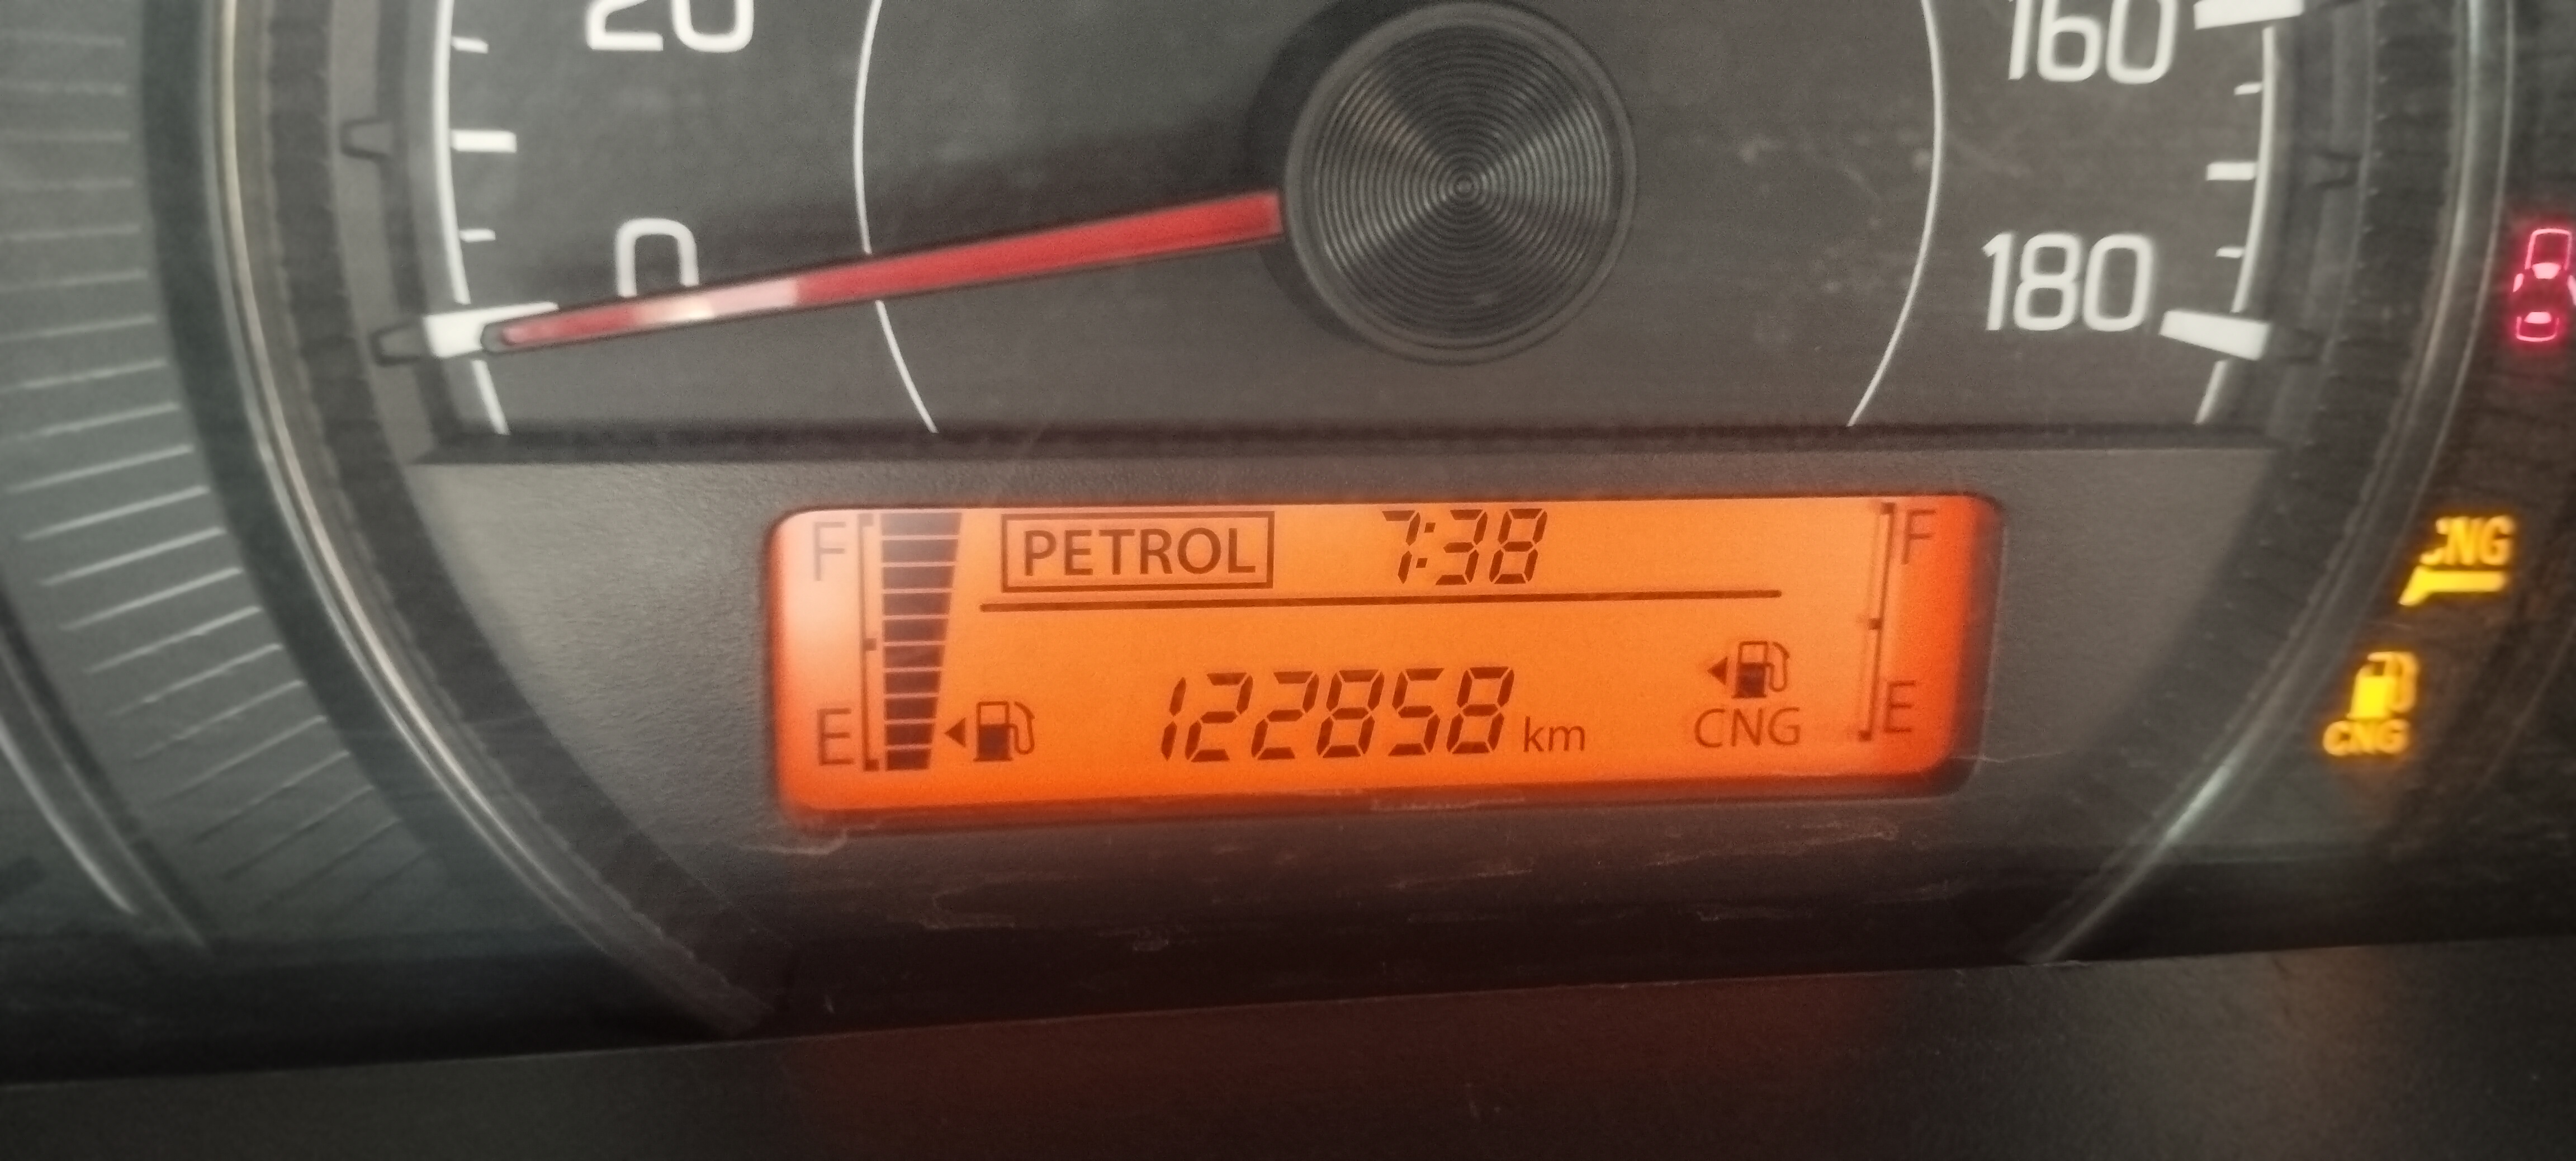 20
160
0
180
F PETROL 7:38 F
CNG
E 122858 km CNG E
CNG